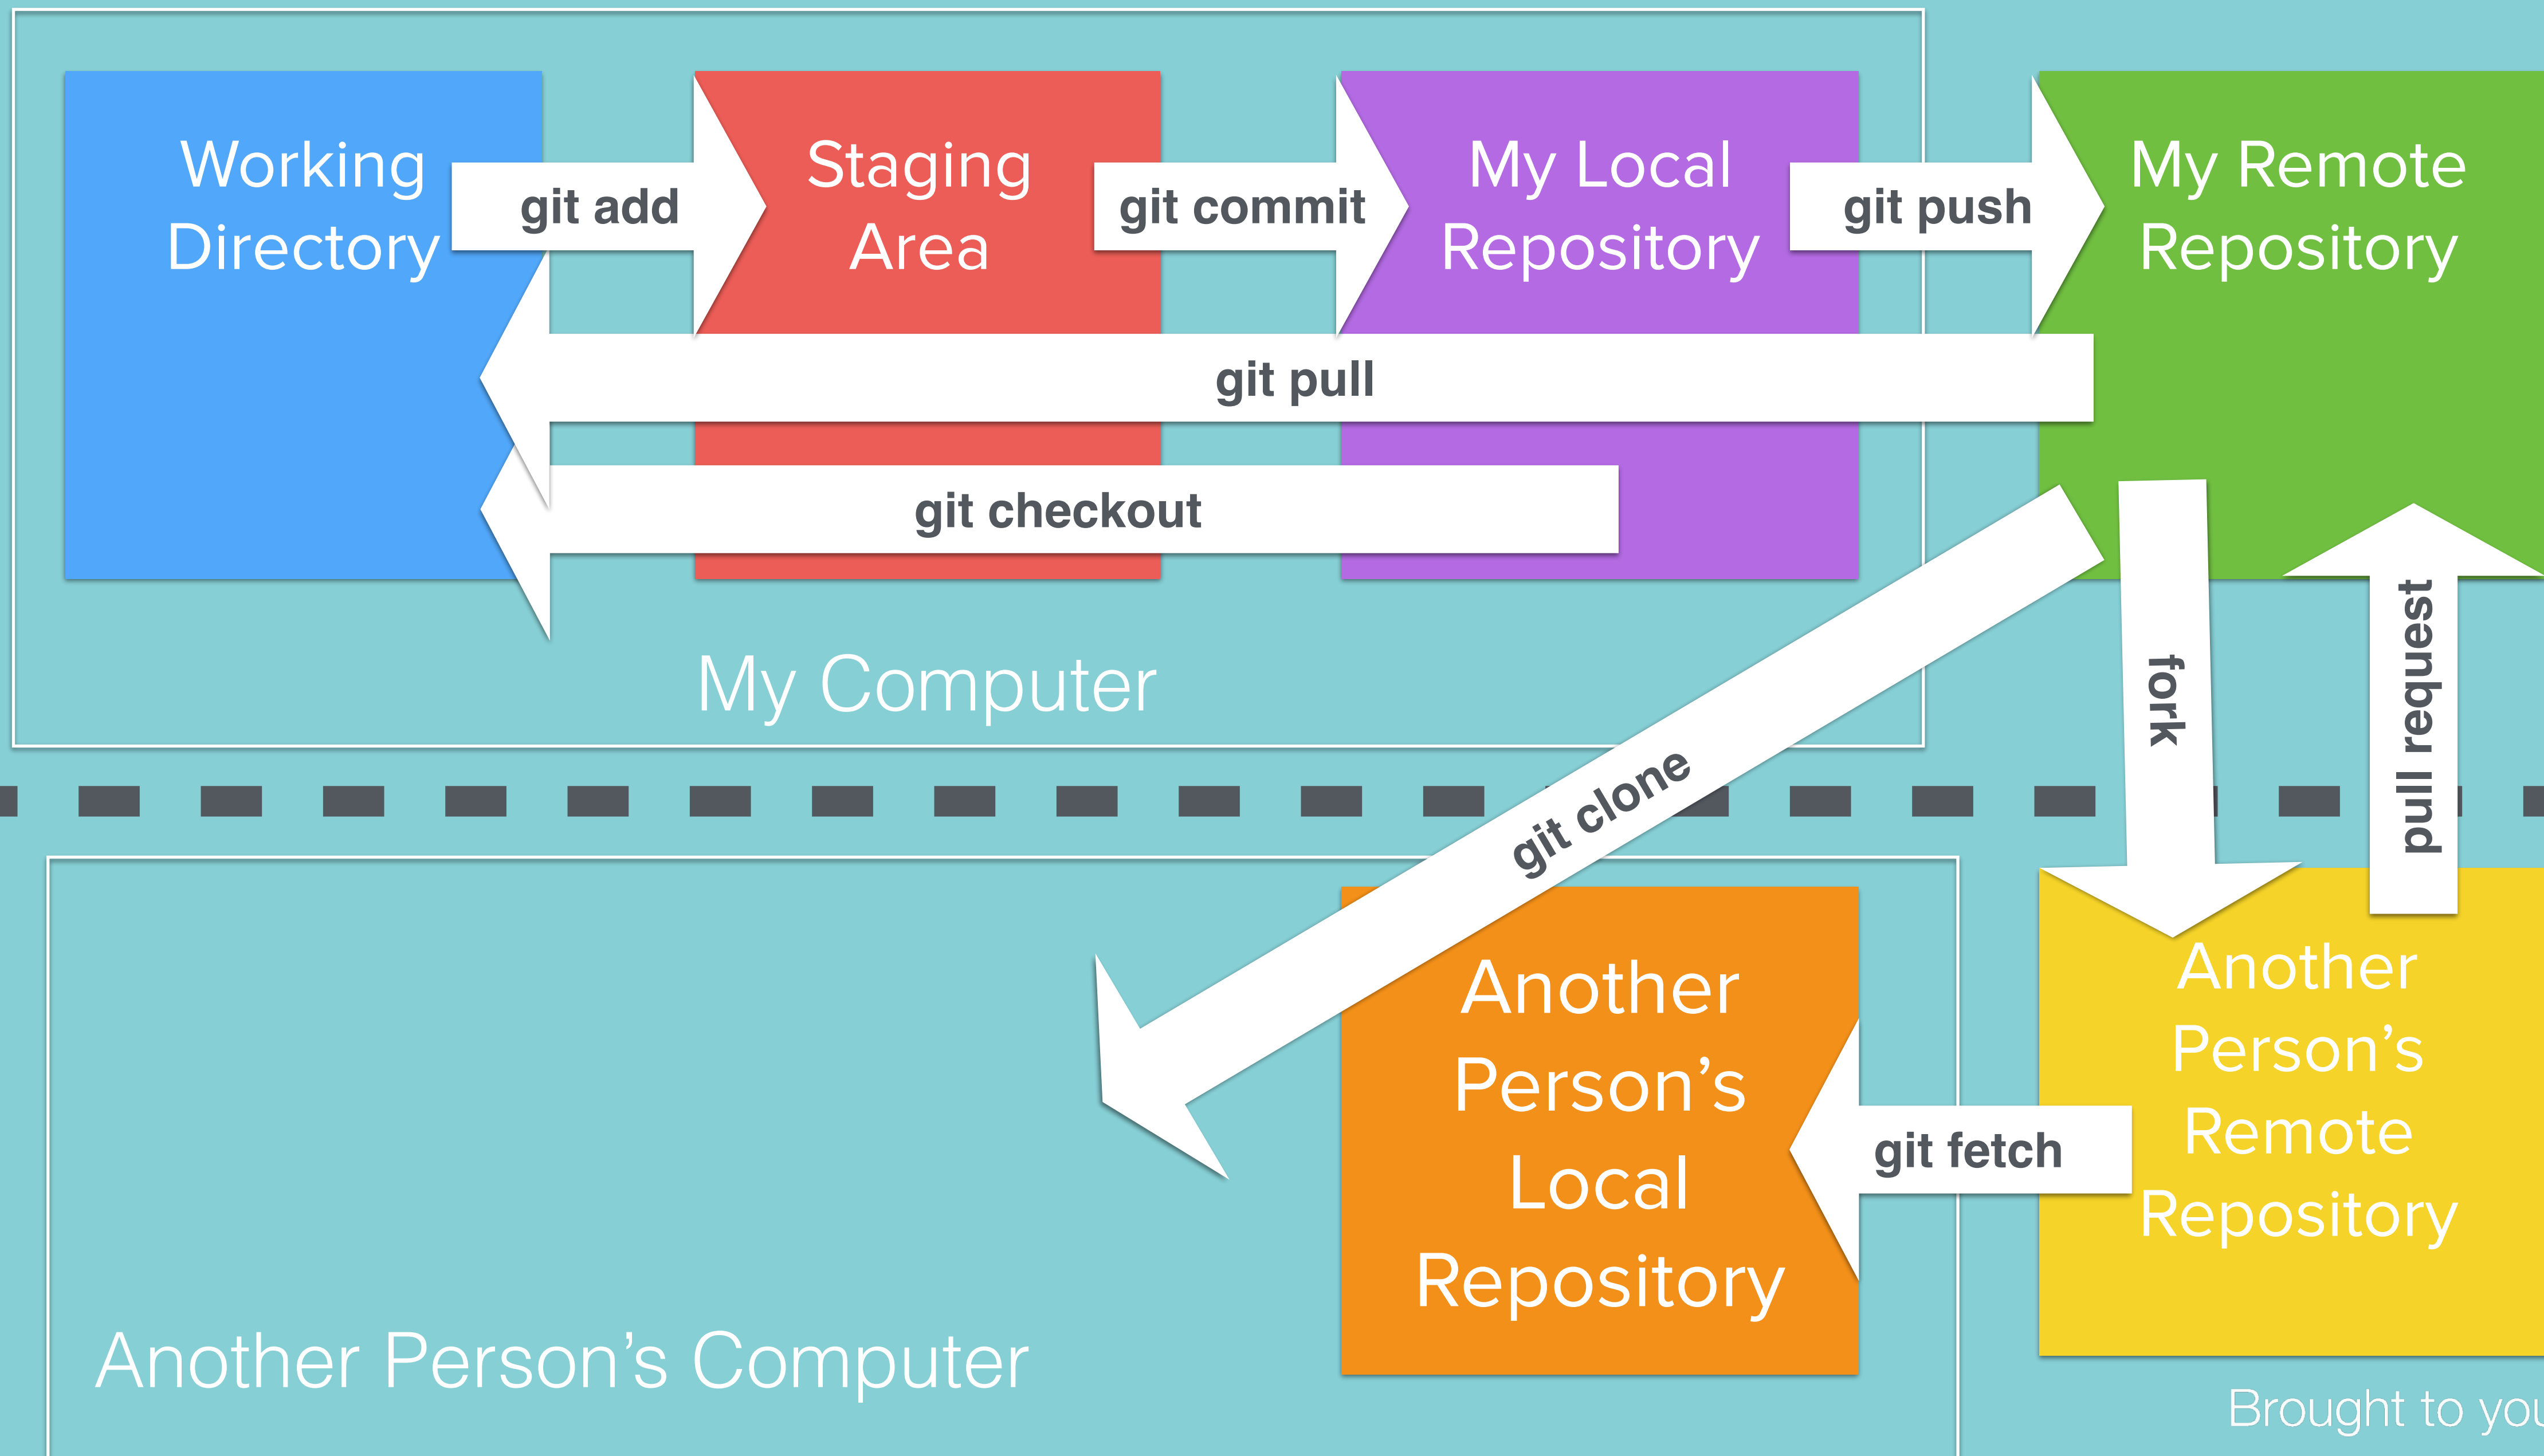 Working
Directory
git add
Staging
Area
git commit
My Local
Repository
git push
My Remote
Repository
git pull
git checkout
My Computer
git clone
fork
pull request
Another
Person’s
Local
Repository
git fetch
Another
Person’s
Remote
Repository
Another Person’s Computer
Brought to you